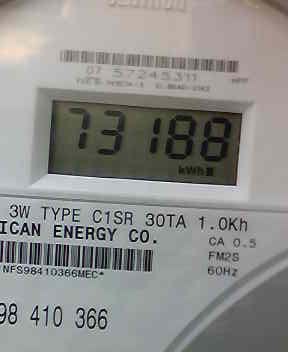 07 57245311
73188
kWh
3W TYPE C1SR 30TA 1.0Kh
ICAN ENERGY CO.
CA 0.5
FM2S
60Hz
NFS98410366MEC*
98 410 366